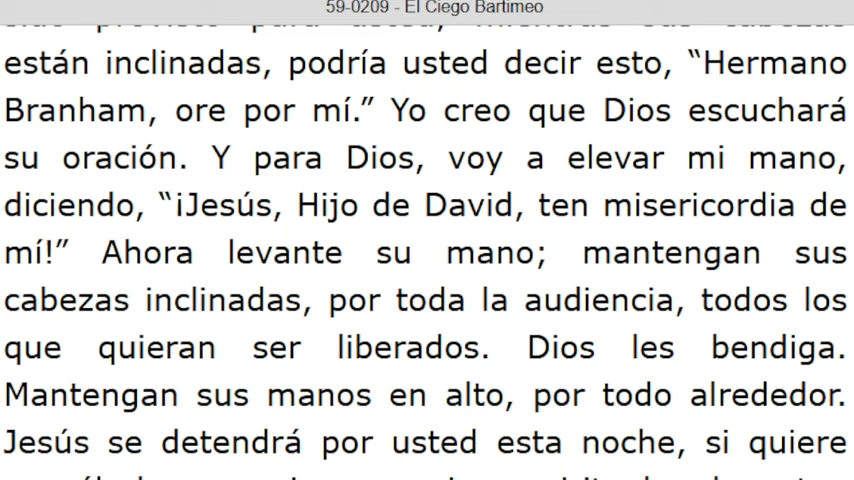 59-0209 - El Ciego Bartimeo
están inclinadas, podría usted decir esto, “Hermano
Branham, ore por mí.” Yo creo que Dios escuchará
su oración. Y para Dios, voy a elevar mi mano,
diciendo, “¡Jesús, Hijo de David, ten misericordia de
mí!” Ahora levante su mano; mantengan sus
cabezas inclinadas, por toda la audiencia, todos los
que quieran ser liberados. Dios les bendiga.
Mantengan sus manos en alto, por todo alrededor.
Jesús se detendrá por usted esta noche, si quiere